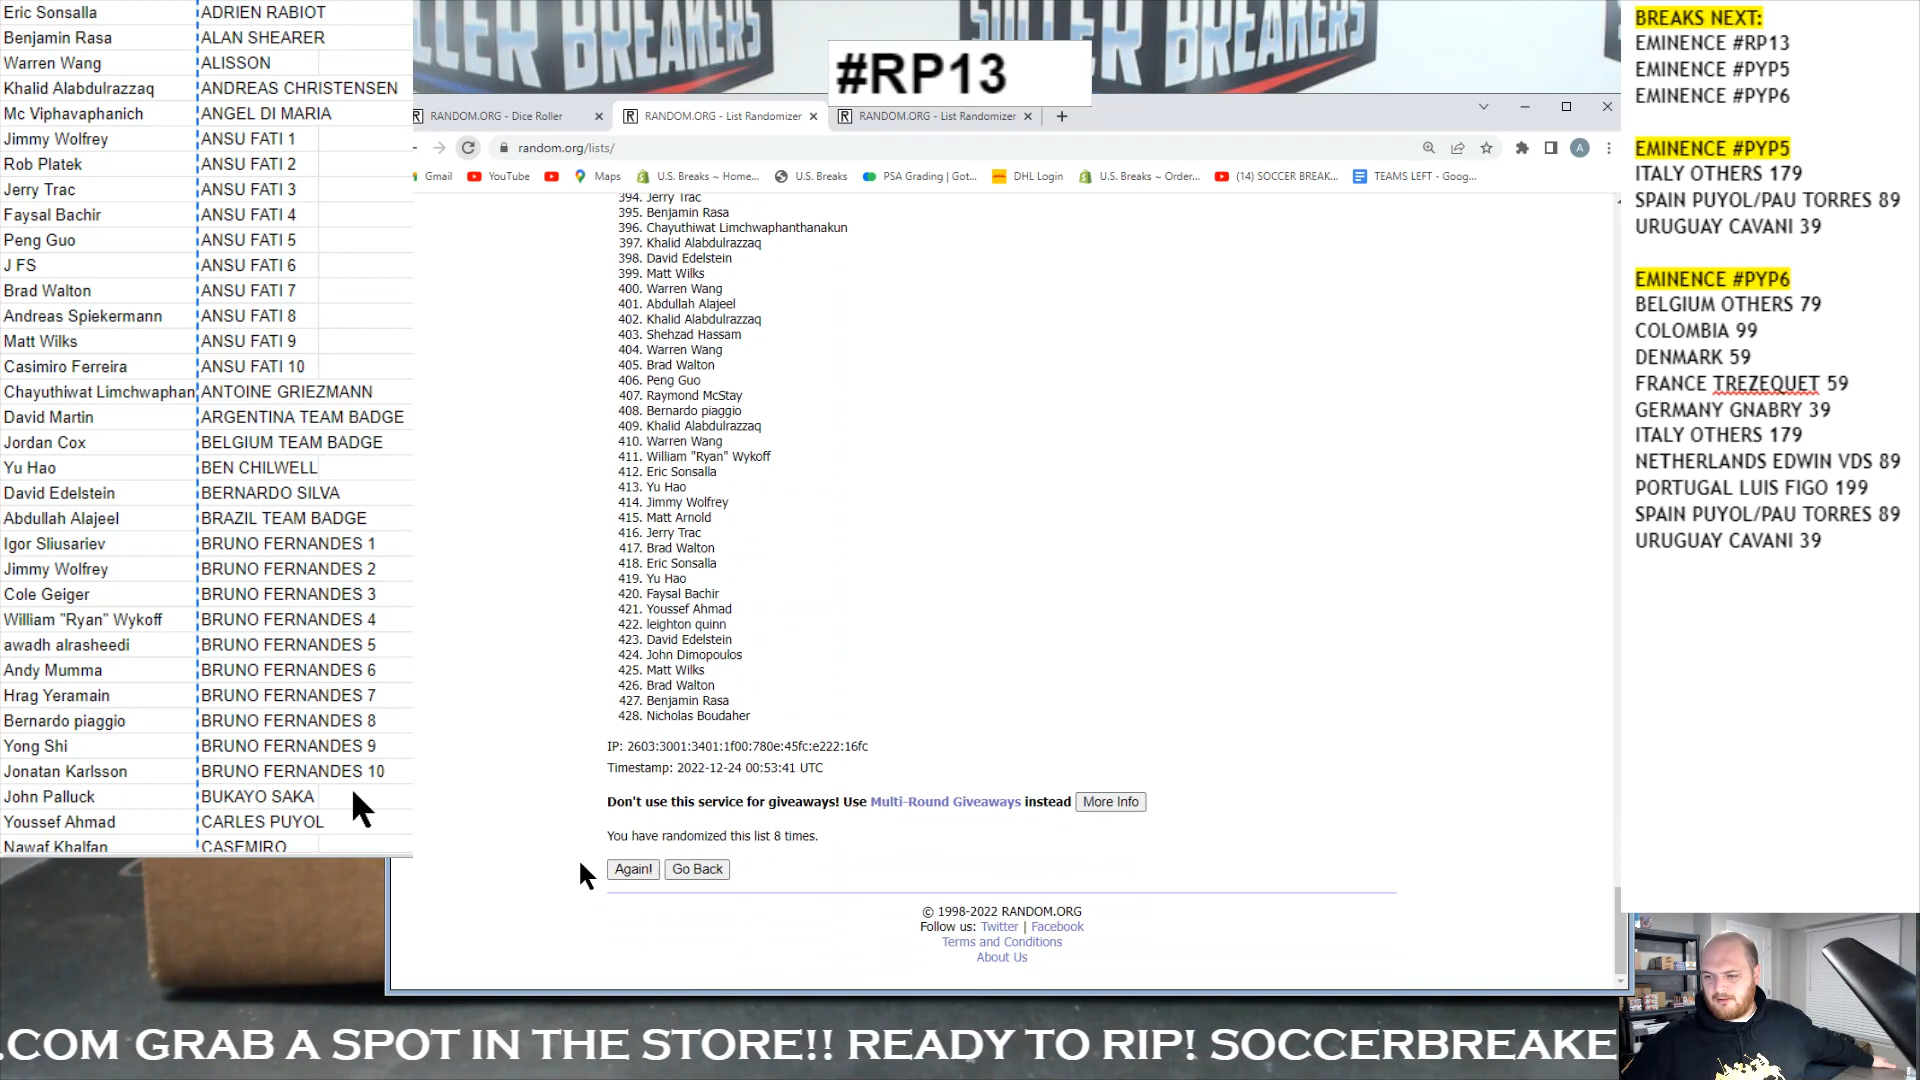 Eric Sonsalla ADRIEN RABIOT
Benjamin Rasa ALAN SHEARER
Warren Wang ALISSON
Khalid Alabdulrazzaq ANDREAS CHRISTENSEN
Mc Viphavaphanich ANGEL DI MARIA
Jimmy Wolfrey ANSU FATI 1
Rob Platek ANSU FATI 2
Jerry Trac ANSU FATI 3
Faysal Bachir ANSU FATI 4
Peng Guo ANSU FATI 5
J FS ANSU FATI 6
Brad Walton ANSU FATI 7
Andreas Spiekermann ANSU FATI 8
Matt Wilks ANSU FATI 9
Casimiro Ferreira ANSU FATI 10
Chayuthiwat Limchwaphan ANTOINE GRIEZMANN
David Martin ARGENTINA TEAM BADGE
Jordan Cox BELGIUM TEAM BADGE
Yu Hao BEN CHILWELL
David Edelstein BERNARDO SILVA
Abdullah Alajeel BRAZIL TEAM BADGE
Igor Sliusariev BRUNO FERNANDES 1
Jimmy Wolfrey BRUNO FERNANDES 2
Cole Geiger BRUNO FERNANDES 3
William "Ryan" Wykoff BRUNO FERNANDES 4
awadh alrasheedi BRUNO FERNANDES 5
Andy Mumma BRUNO FERNANDES 6
Hrag Yeramain BRUNO FERNANDES 7
Bernardo piaggio BRUNO FERNANDES 8
Yong Shi BRUNO FERNANDES 9
Jonatan Karlsson BRUNO FERNANDES 10
John Palluck BUKAYO SAKA
Youssef Ahmad CARLES PUYOL
Nawaf Khalfan CASEMIRO
BREAKERS
BREAKERS
#RP13
RANDOM.ORG - Dice Roller
RANDOM.ORG - List Randomizer
RANDOM.ORG - List Randomizer
random.org/lists/
A
Gmail YouTube Maps U.S. Breaks ~ Home... U.S. Breaks PSA Grading | Got... DHL Login U.S. Breaks ~ Order... (14) SOCCER BREAK... TEAMS LEFT - Goog...
394. Jerry Trac
395. Benjamin Rasa
396. Chayuthiwat Limchwaphanthanakun
397. Khalid Alabdulrazzaq
398. David Edelstein
399. Matt Wilks
400. Warren Wang
401. Abdullah Alajeel
402. Khalid Alabdulrazzaq
403. Shehzad Hassam
404. Warren Wang
405. Brad Walton
406. Peng Guo
407. Raymond McStay
408. Bernardo piaggio
409. Khalid Alabdulrazzaq
410. Warren Wang
411. William "Ryan" Wykoff
412. Eric Sonsalla
413. Yu Hao
414. Jimmy Wolfrey
415. Matt Arnold
416. Jerry Trac
417. Brad Walton
418. Eric Sonsalla
419. Yu Hao
420. Faysal Bachir
421. Youssef Ahmad
422. leighton quinn
423. David Edelstein
424. John Dimopoulos
425. Matt Wilks
426. Brad Walton
427. Benjamin Rasa
428. Nicholas Boudaher
IP: 2603:3001:3401:1f00:780e:45fc:e222:16fc
Timestamp: 2022-12-24 00:53:41 UTC
Don't use this service for giveaways! Use Multi-Round Giveaways instead More Info
You have randomized this list 8 times.
Again! Go Back
© 1998-2022 RANDOM.ORG
Follow us: Twitter | Facebook
Terms and Conditions
About Us
BREAKS NEXT:
EMINENCE #RP13
EMINENCE #PYP5
EMINENCE #PYP6
EMINENCE #PYP5
ITALY OTHERS 179
SPAIN PUYOL/PAU TORRES 89
URUGUAY CAVANI 39
EMINENCE #PYP6
BELGIUM OTHERS 79
COLOMBIA 99
DENMARK 59
FRANCE TREZEQUET 59
GERMANY GNABRY 39
ITALY OTHERS 179
NETHERLANDS EDWIN VDS 89
PORTUGAL LUIS FIGO 199
SPAIN PUYOL/PAU TORRES 89
URUGUAY CAVANI 39
.COM GRAB A SPOT IN THE STORE!! READY TO RIP! SOCCERBREAKE